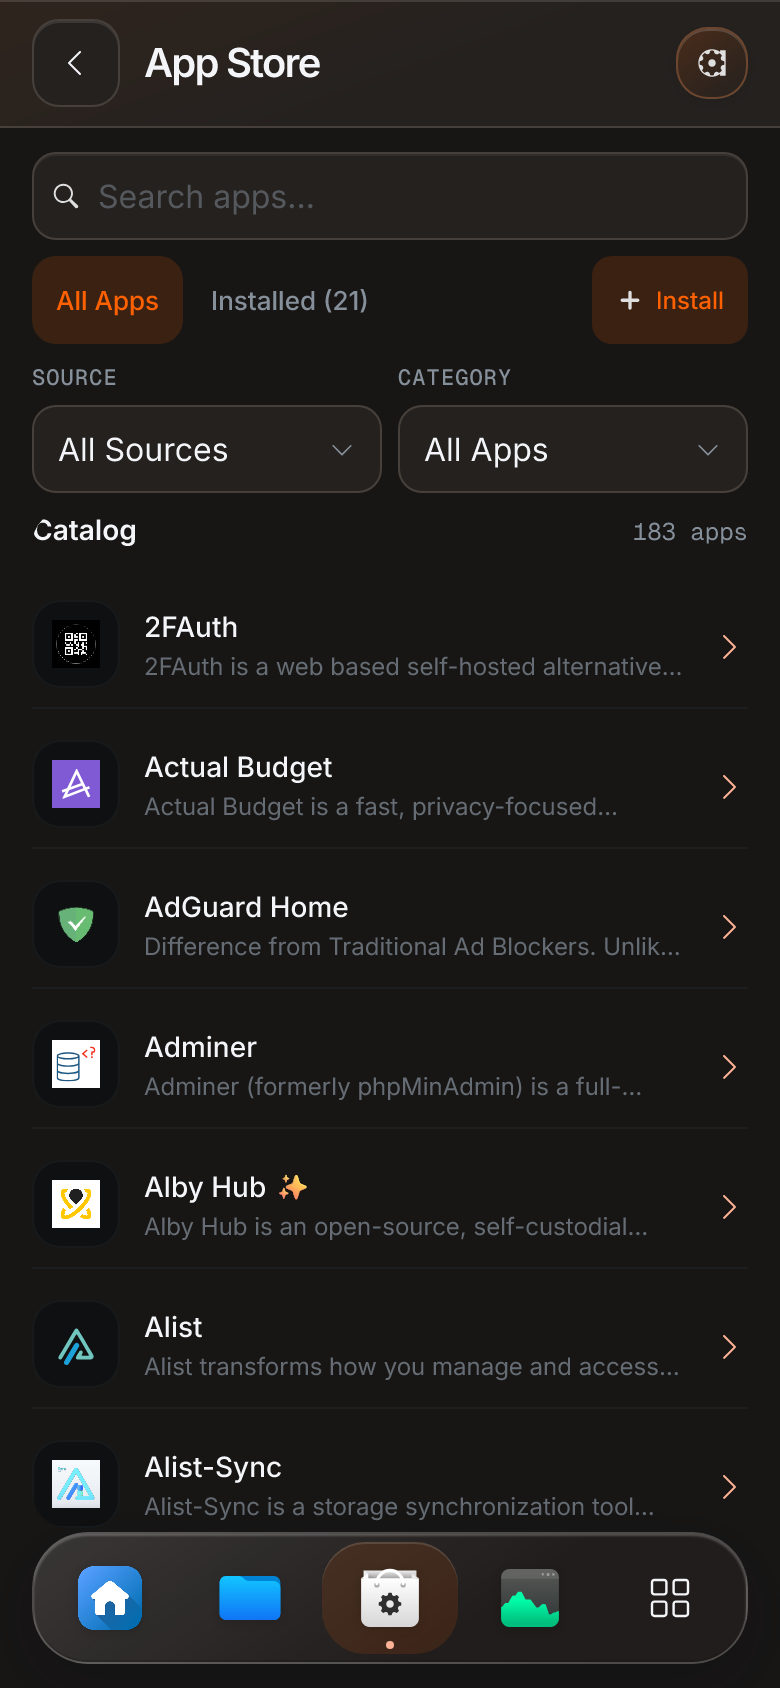 App Store
Search apps...
All Apps
Installed (21)
Install
SOURCE
CATEGORY
All Sources
All Apps
Catalog
183 apps
2FAuth
2FAuth is a web based self-hosted alternative...
Actual Budget
Actual Budget is a fast, privacy-focused...
AdGuard Home
Difference from Traditional Ad Blockers. Unlik...
Adminer
Adminer (formerly phpMinAdmin) is a full-...
Alby Hub ✨
Alby Hub is an open-source, self-custodial...
Alist
Alist transforms how you manage and access...
Alist-Sync
Alist-Sync is a storage synchronization tool...